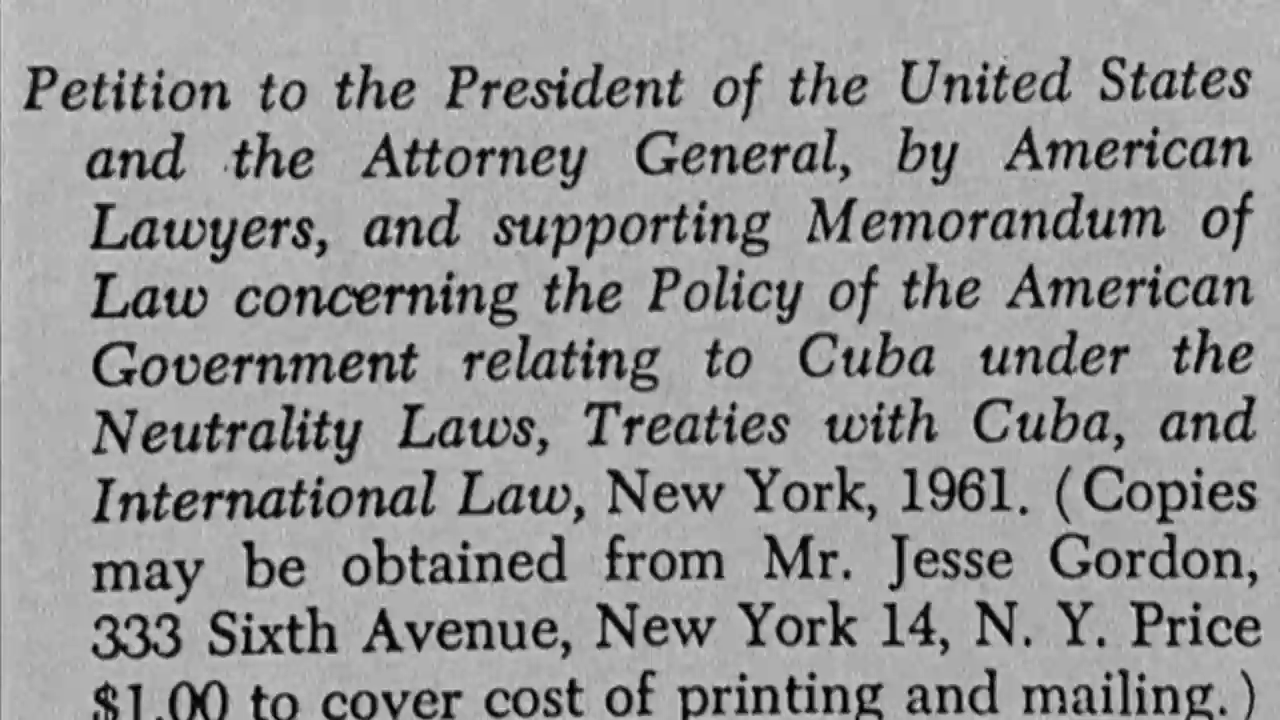 Petition to the President of the United States
and the Attorney General, by American
Lawyers, and supporting Memorandum of
Law concerning the Policy of the American
Government relating to Cuba under the
Neutrality Laws, Treaties with Cuba, and
International Law, New York, 1961. (Copies
may be obtained from Mr. Jesse Gordon,
333 Sixth Avenue, New York 14, N. Y. Price
$1.00 to cover cost of printing and mailing.)